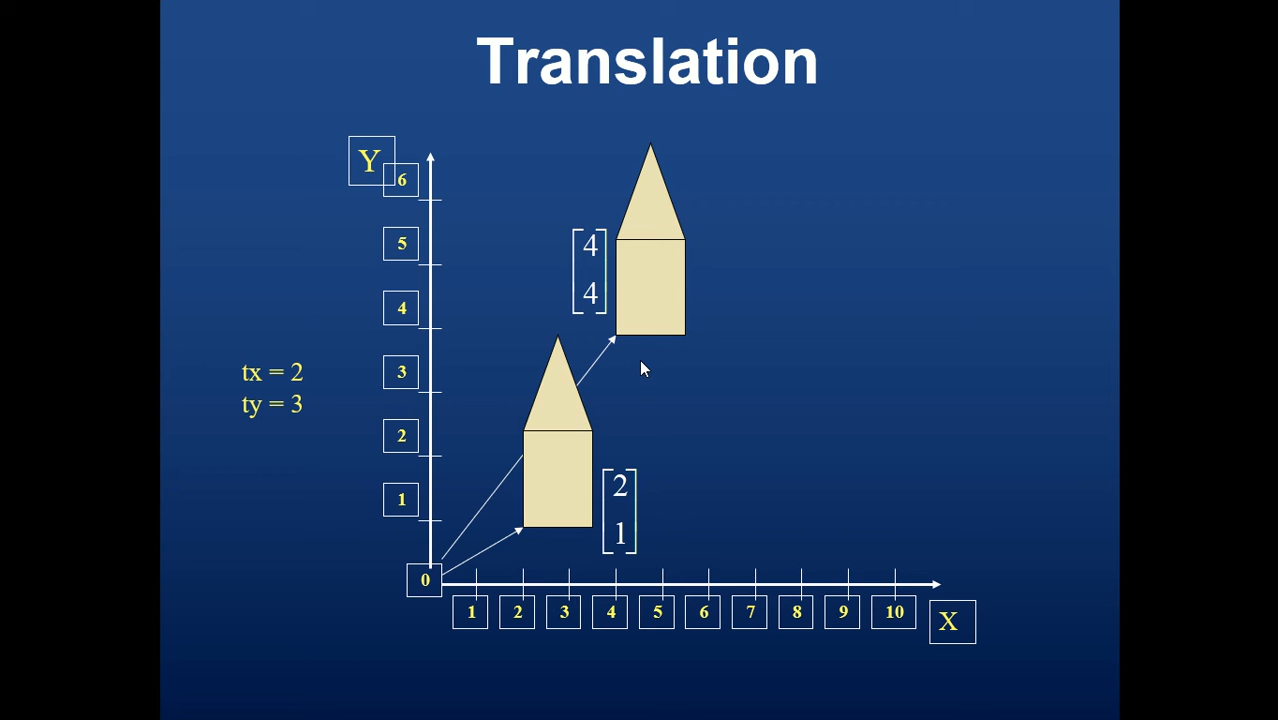 Translation
Y
6
5
4
3
2
1
0
tx = 2
ty = 3
4
4
2
1
1 2 3 4 5 6 7 8 9 10
X